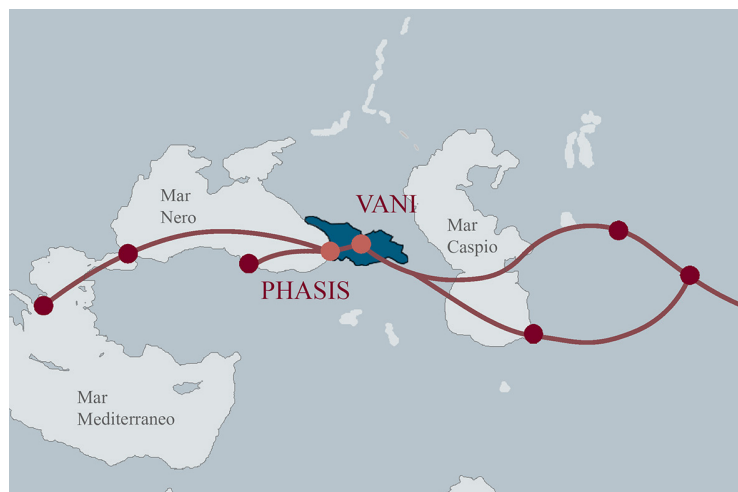 Mar
Nero
VANI
Mar
Caspio
PHASIS
Mar
Mediterraneo